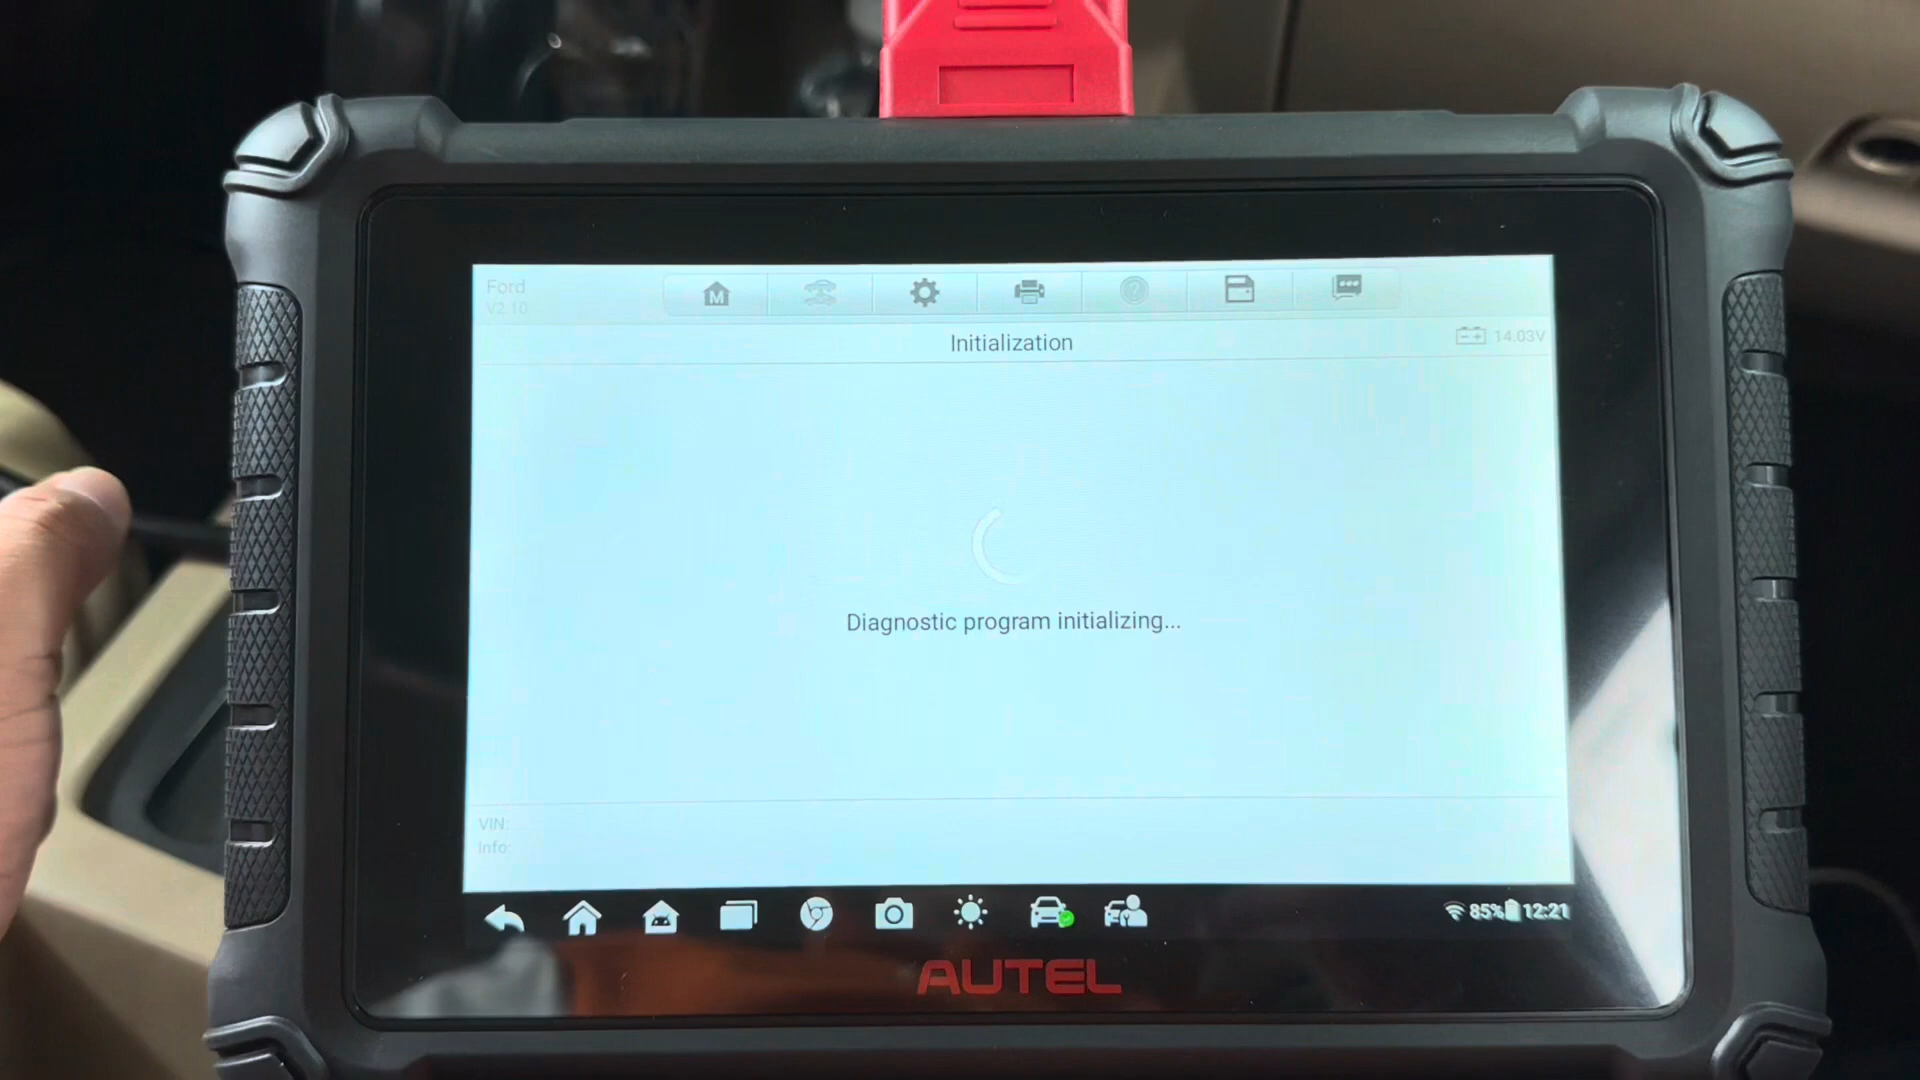 Ford
V2.10
M
Initialization
14.03V
Diagnostic program initializing...
VIN:
Info:
85% 12:21
AUTEL